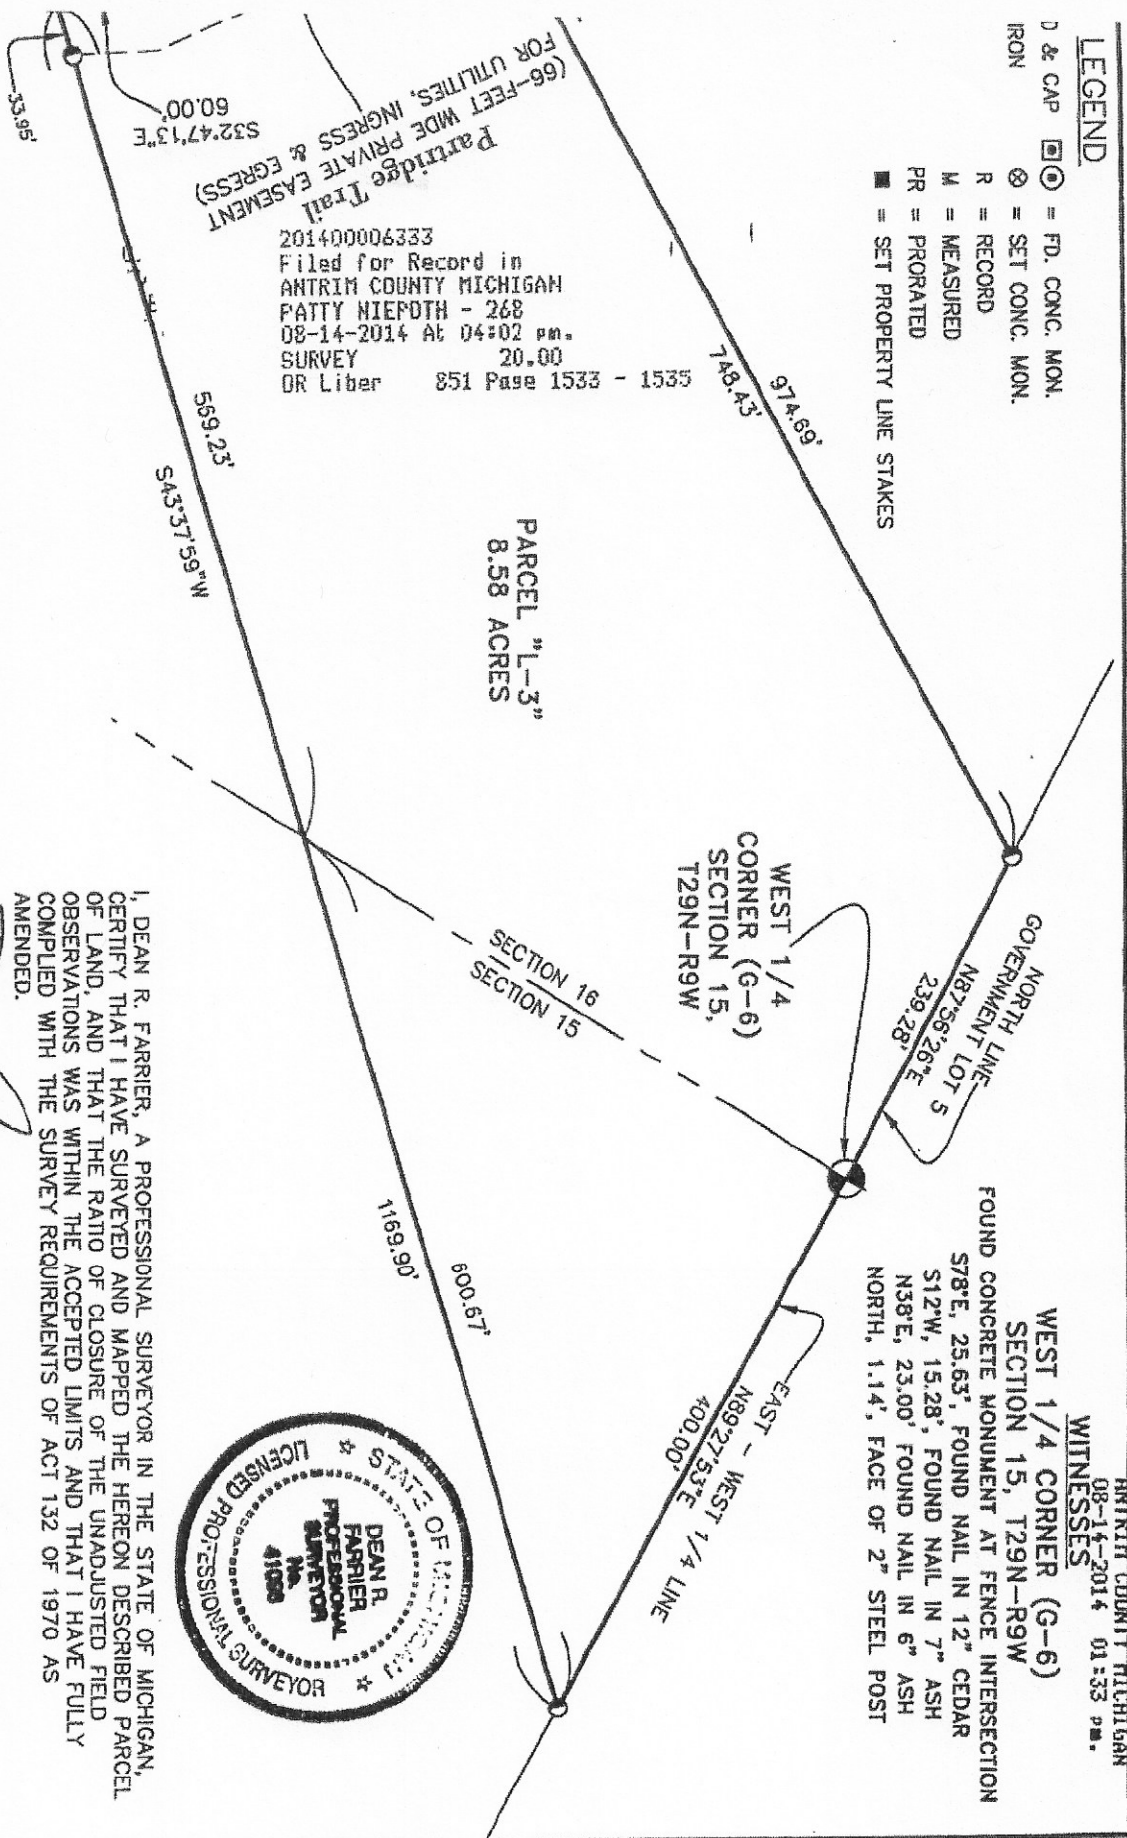 LEGEND
D & CAP
IRON
= FD. CONC. MON.
⊗ = SET CONC. MON.
R = RECORD
M = MEASURED
PR = PRORATED
■ = SET PROPERTY LINE STAKES
ANTRIM COUNTY MICHIGAN
08-14-2014 01:33 pm.
WITNESSES
WEST 1/4 CORNER (G-6)
SECTION 15, T29N-R9W
FOUND CONCRETE MONUMENT AT FENCE INTERSECTION
S78°E, 25.63', FOUND NAIL IN 12" CEDAR
S12°W, 15.28', FOUND NAIL IN 7" ASH
N38°E, 23.00' FOUND NAIL IN 6" ASH
NORTH, 1.14', FACE OF 2" STEEL POST
NORTH LINE
GOVERNMENT LOT 5
N87°56'26"E
239.28'
EAST - WEST 1/4 LINE
N89°27'53"E
400.00'
WEST 1/4
CORNER (G-6)
SECTION 15,
T29N-R9W
974.69'
748.43'
PARCEL "L-3"
8.58 ACRES
SECTION 16
SECTION 15
Partridge Trail
(66-FEET WIDE PRIVATE EASEMENT
FOR UTILITIES, INGRESS & EGRESS)
201400006333
Filed for Record in
ANTRIM COUNTY MICHIGAN
PATTY NIEPOTH - 268
08-14-2014 At 04:02 pm.
SURVEY 20.00
OR Liber 851 Page 1533 - 1535
S32°47'13"E
60.00'
33.95'
569.23'
S43°37'59"W
600.67'
1169.90'
I, DEAN R. FARRIER, A PROFESSIONAL SURVEYOR IN THE STATE OF MICHIGAN,
CERTIFY THAT I HAVE SURVEYED AND MAPPED THE HEREON DESCRIBED PARCEL
OF LAND, AND THAT THE RATIO OF CLOSURE OF THE UNADJUSTED FIELD
OBSERVATIONS WAS WITHIN THE ACCEPTED LIMITS AND THAT I HAVE FULLY
COMPLIED WITH THE SURVEY REQUIREMENTS OF ACT 132 OF 1970 AS
AMENDED.
STATE OF MICHIGAN
DEAN R.
FARRIER
PROFESSIONAL
SURVEYOR
No.
LICENSED PROFESSIONAL SURVEYOR